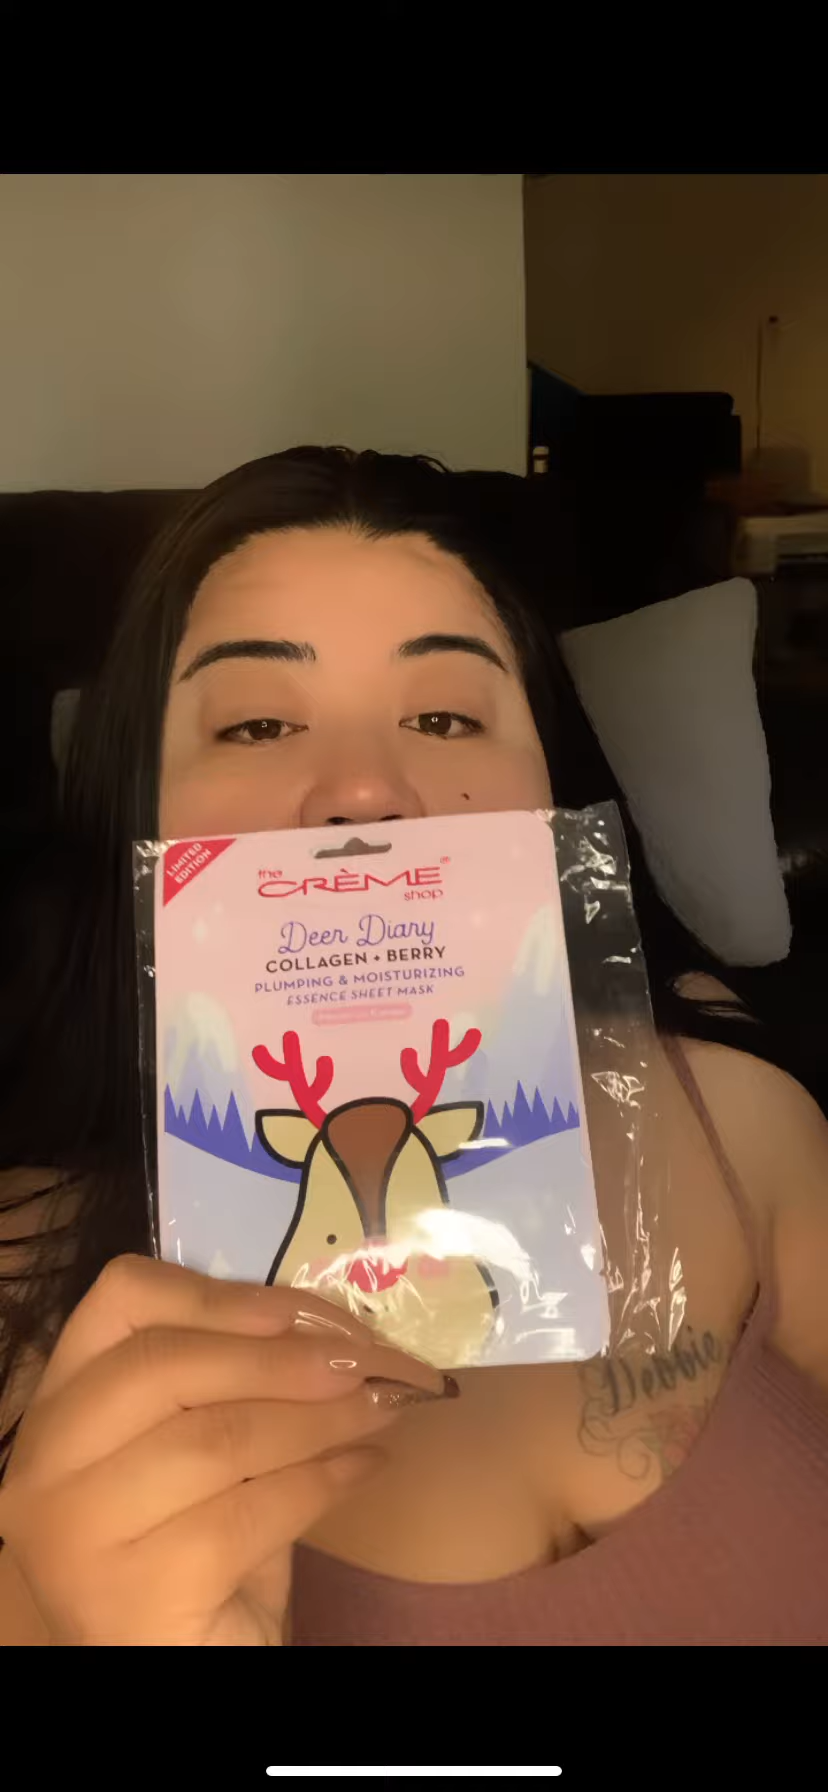 LIMITED
EDITION
the
CRÈME®
shop
Deer Diary
COLLAGEN + BERRY
PLUMPING & MOISTURIZING
ESSENCE SHEET MASK
Debbie